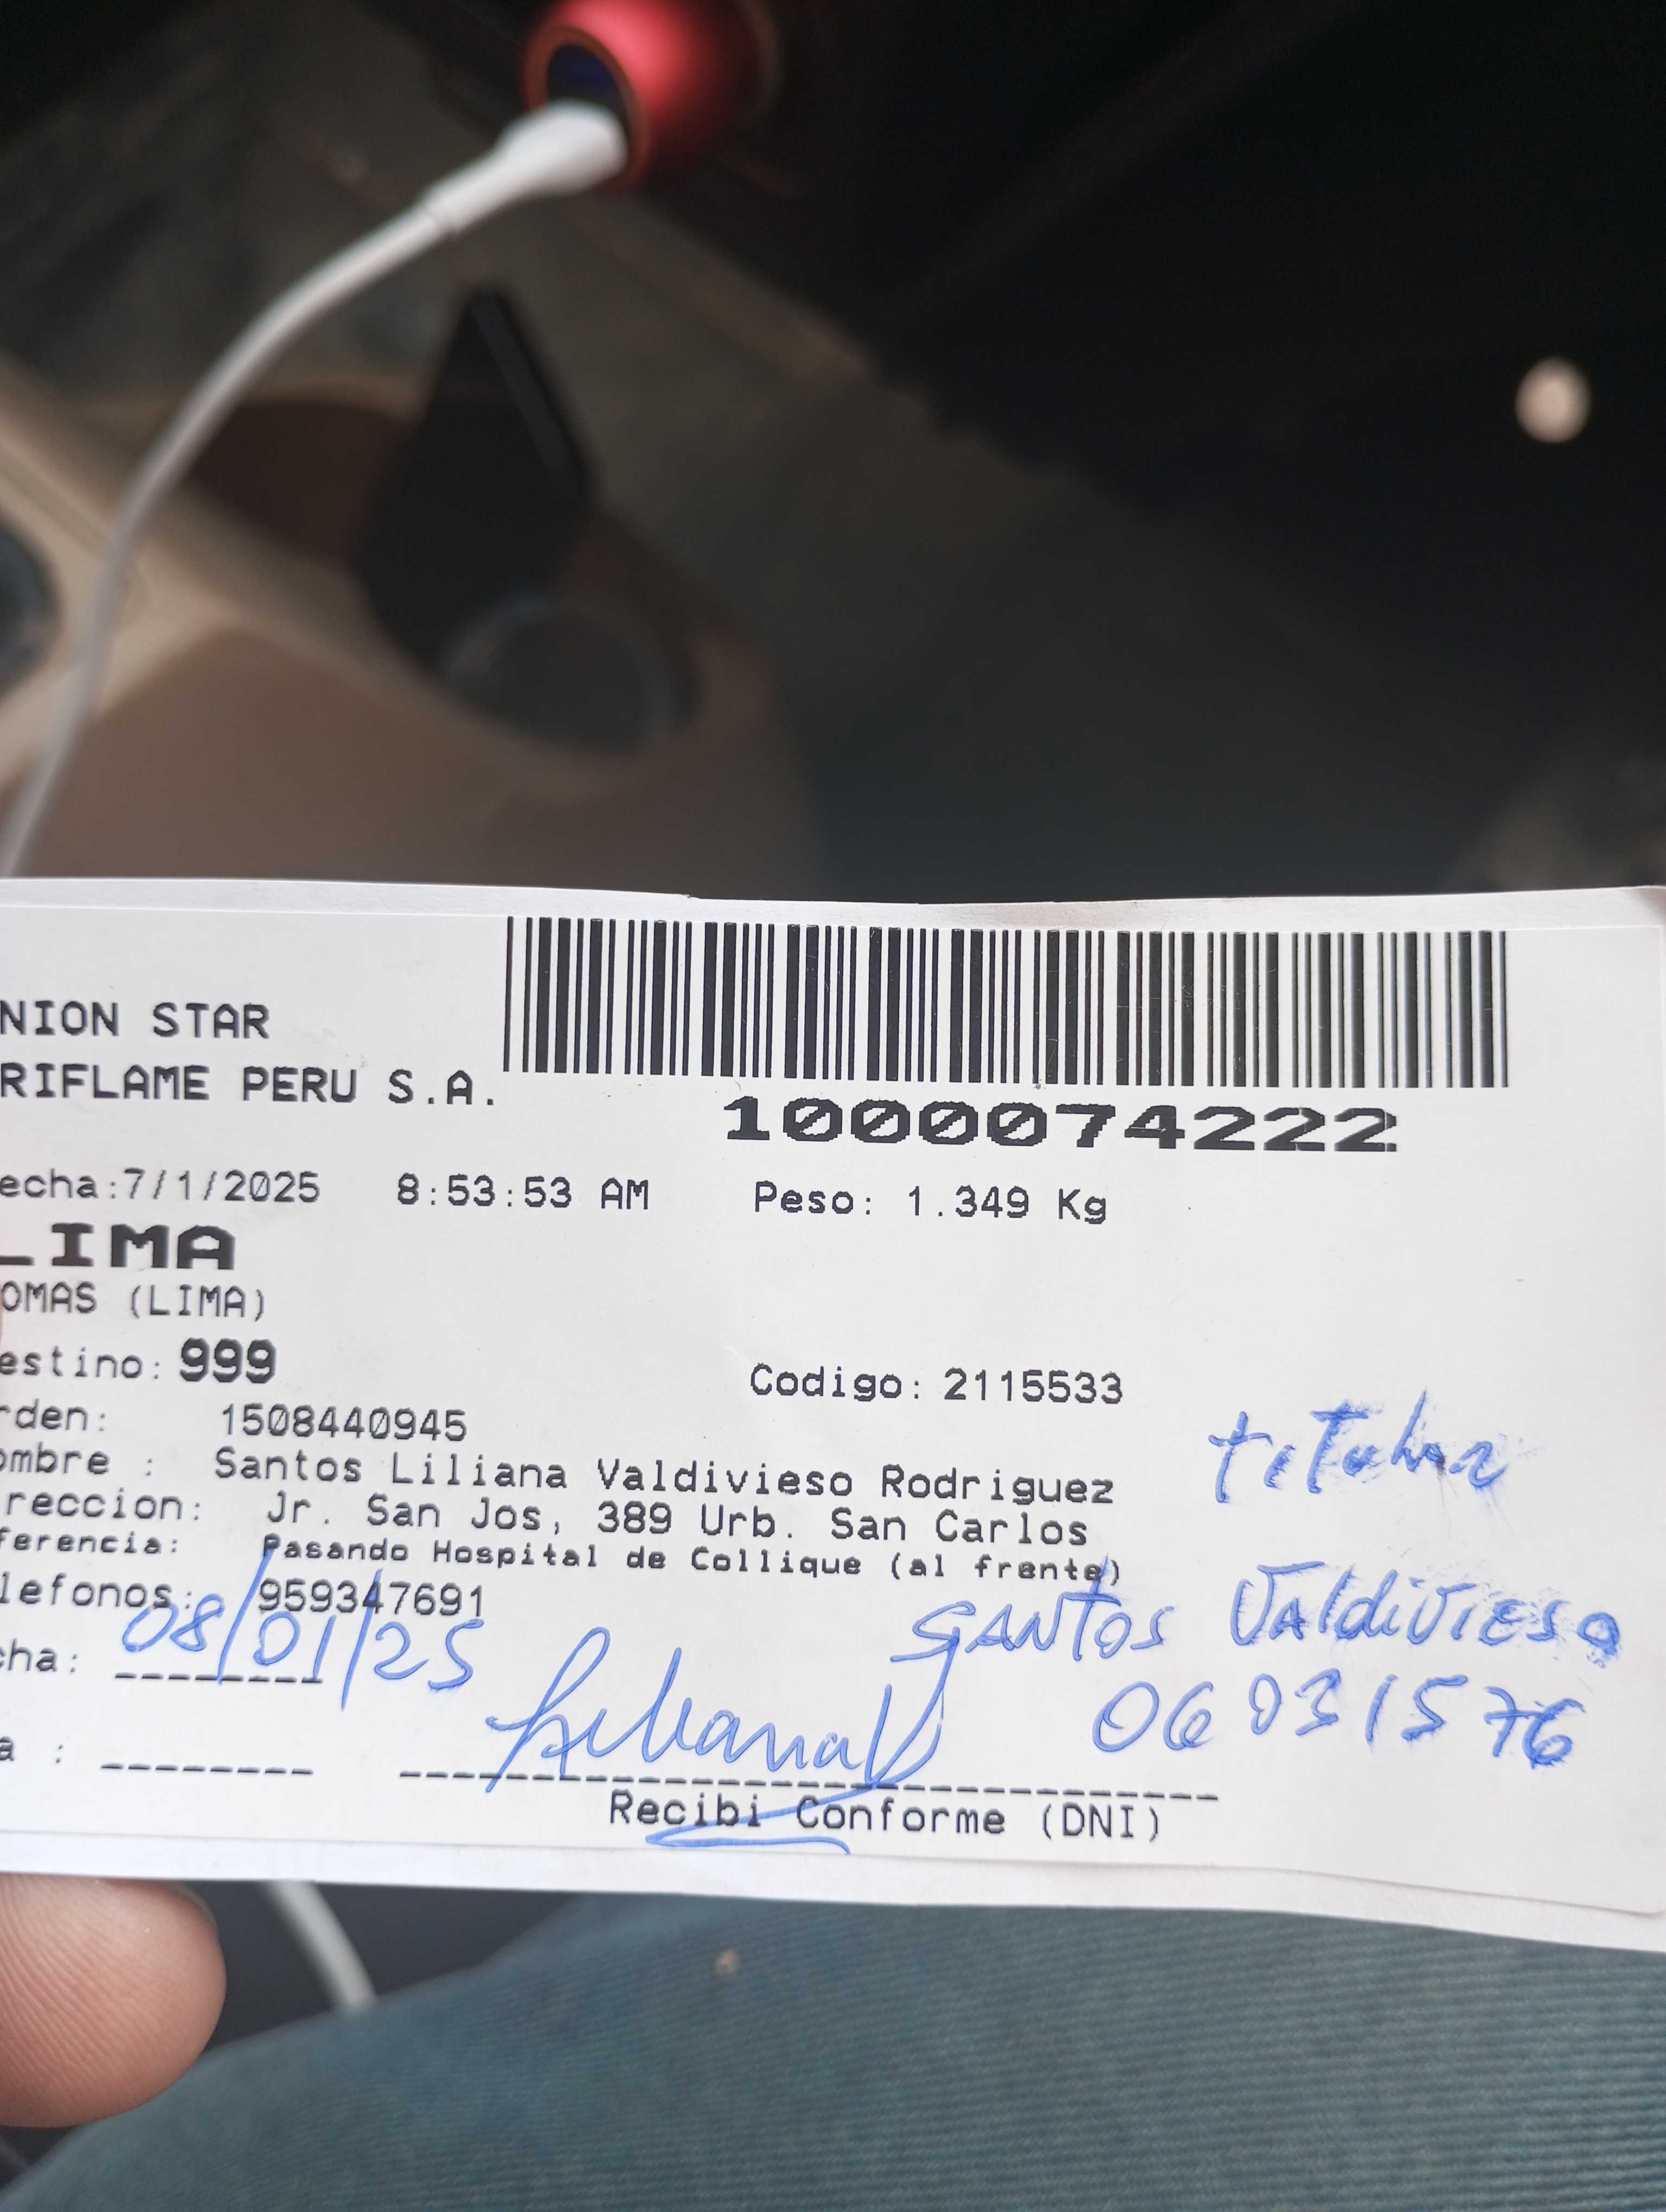 NION STAR
RIFLAME PERU S.A.
1000074222
echa:7/1/2025 8:53:53 AM Peso: 1.349 Kg
LIMA
OMAS (LIMA)
estino: 999
Codigo: 2115533
rden: 1508440945
ombre : Santos Liliana Valdivieso Rodriguez
reccion: Jr. San Jos, 389 Urb. San Carlos
ferencia: Pasando Hospital de Collique (al frente)
lefonos: 959347691
titular
cha: 08/01/25
SANTOS Valdivieso
06931576
LilianaV
a :
Recibi Conforme (DNI)